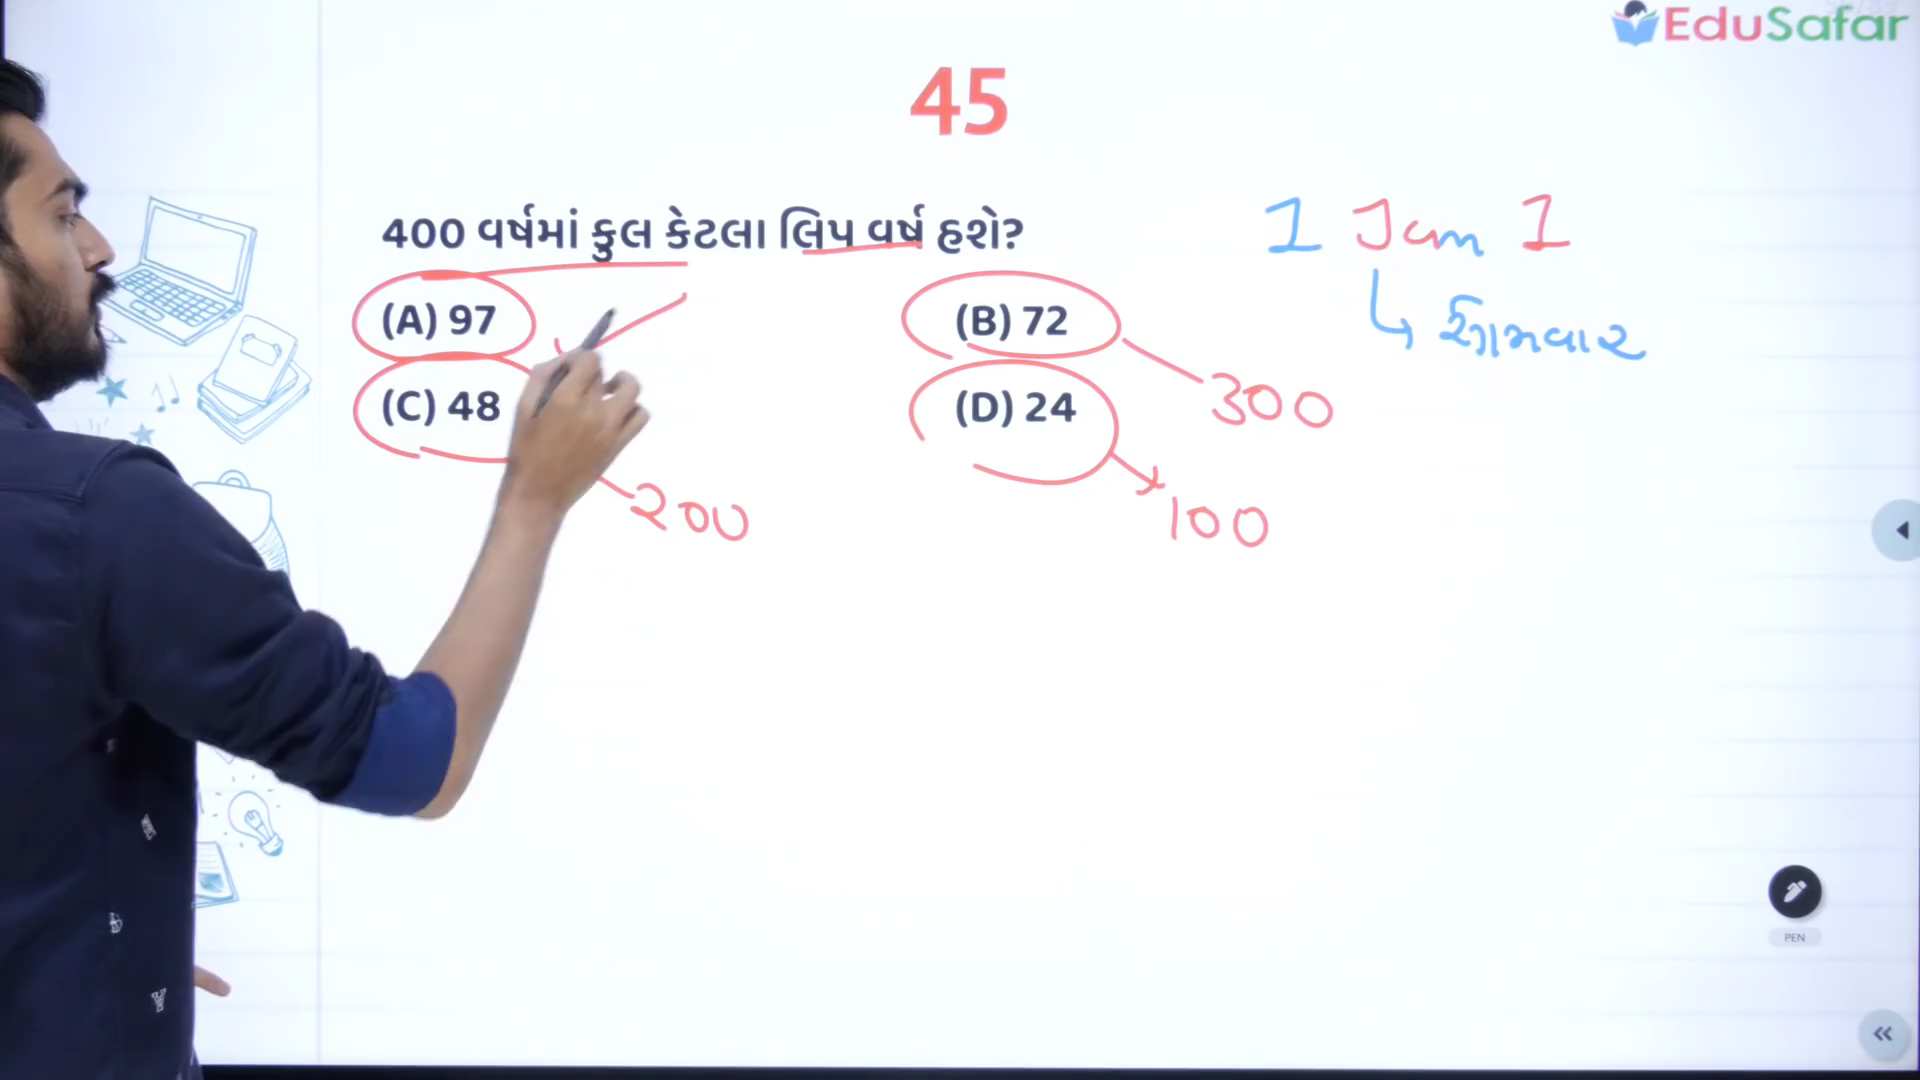 EduSafar
45
400 વર્ષમાં કુલ કેટલા લિપ વર્ષ હશે?
1 Jan 1
સોમવાર
(A) 97
(B) 72
(C) 48
(D) 24
300
200
100
PEN